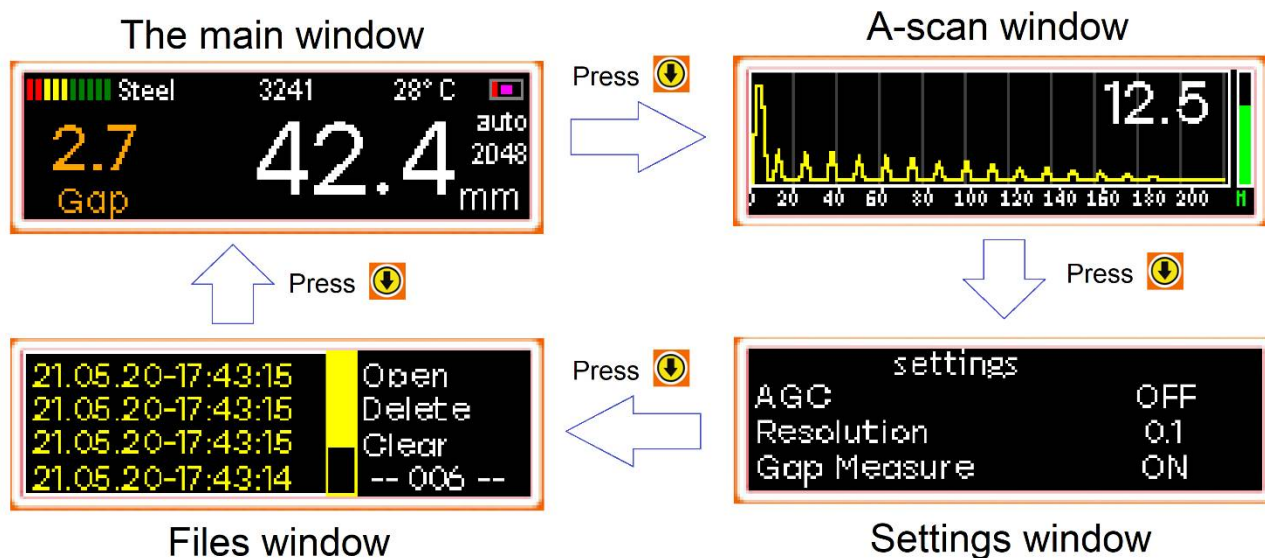 The main window
Steel 3241 28° C
2.7 42.4 auto
2048
Gap mm
Press
A-scan window
12.5
0 20 40 60 80 100 120 140 160 180 200 M
Press
Settings window
settings
AGC OFF
Resolution 0.1
Gap Measure ON
Press
Files window
21.05.20-17:43:15 Open
21.05.20-17:43:15 Delete
21.05.20-17:43:15 Clear
21.05.20-17:43:14 -- 006 --
Press